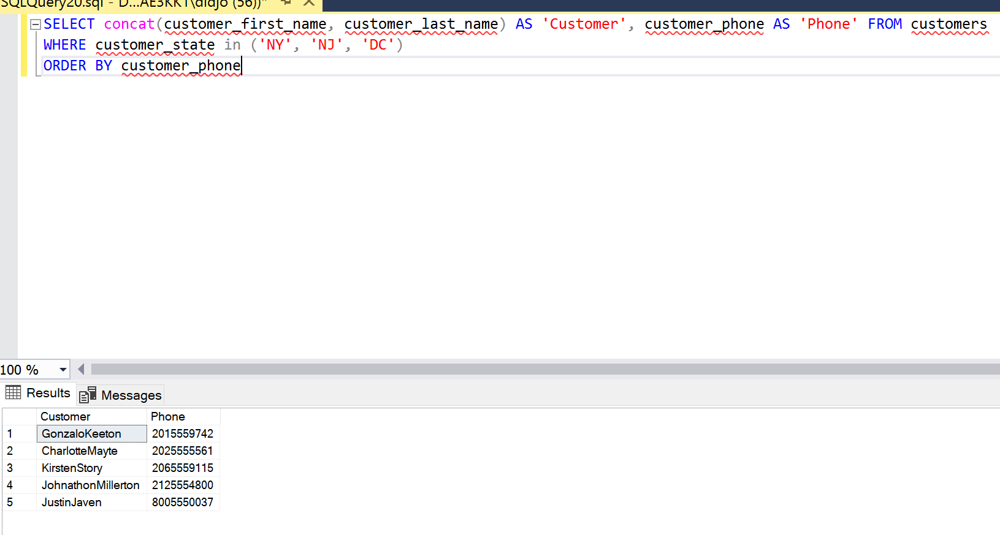 SQLQuery20.sql - D...AE3KKT\didjo (56))*
SELECT concat(customer_first_name, customer_last_name) AS 'Customer', customer_phone AS 'Phone' FROM customers
WHERE customer_state in ('NY', 'NJ', 'DC')
ORDER BY customer_phone
100 %
Results Messages
Customer Phone
1 GonzaloKeeton 2015559742
2 CharlotteMayte 2025555561
3 KirstenStory 2065559115
4 JohnathonMillerton 2125554800
5 JustinJaven 8005550037